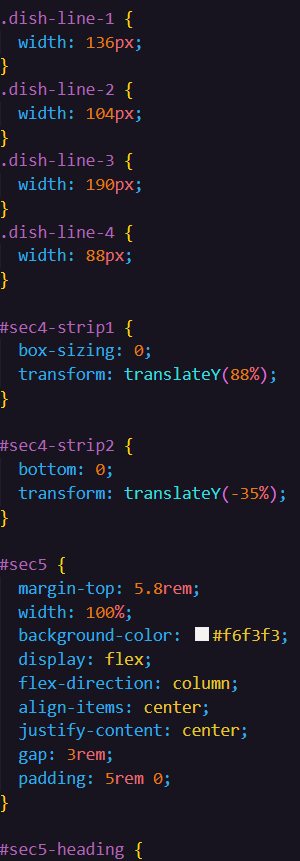 .dish-line-1 {
  width: 136px;
}
.dish-line-2 {
  width: 104px;
}
.dish-line-3 {
  width: 190px;
}
.dish-line-4 {
  width: 88px;
}

#sec4-strip1 {
  box-sizing: 0;
  transform: translateY(88%);
}

#sec4-strip2 {
  bottom: 0;
  transform: translateY(-35%);
}

#sec5 {
  margin-top: 5.8rem;
  width: 100%;
  background-color: #f6f3f3;
  display: flex;
  flex-direction: column;
  align-items: center;
  justify-content: center;
  gap: 3rem;
  padding: 5rem 0;
}

#sec5-heading {